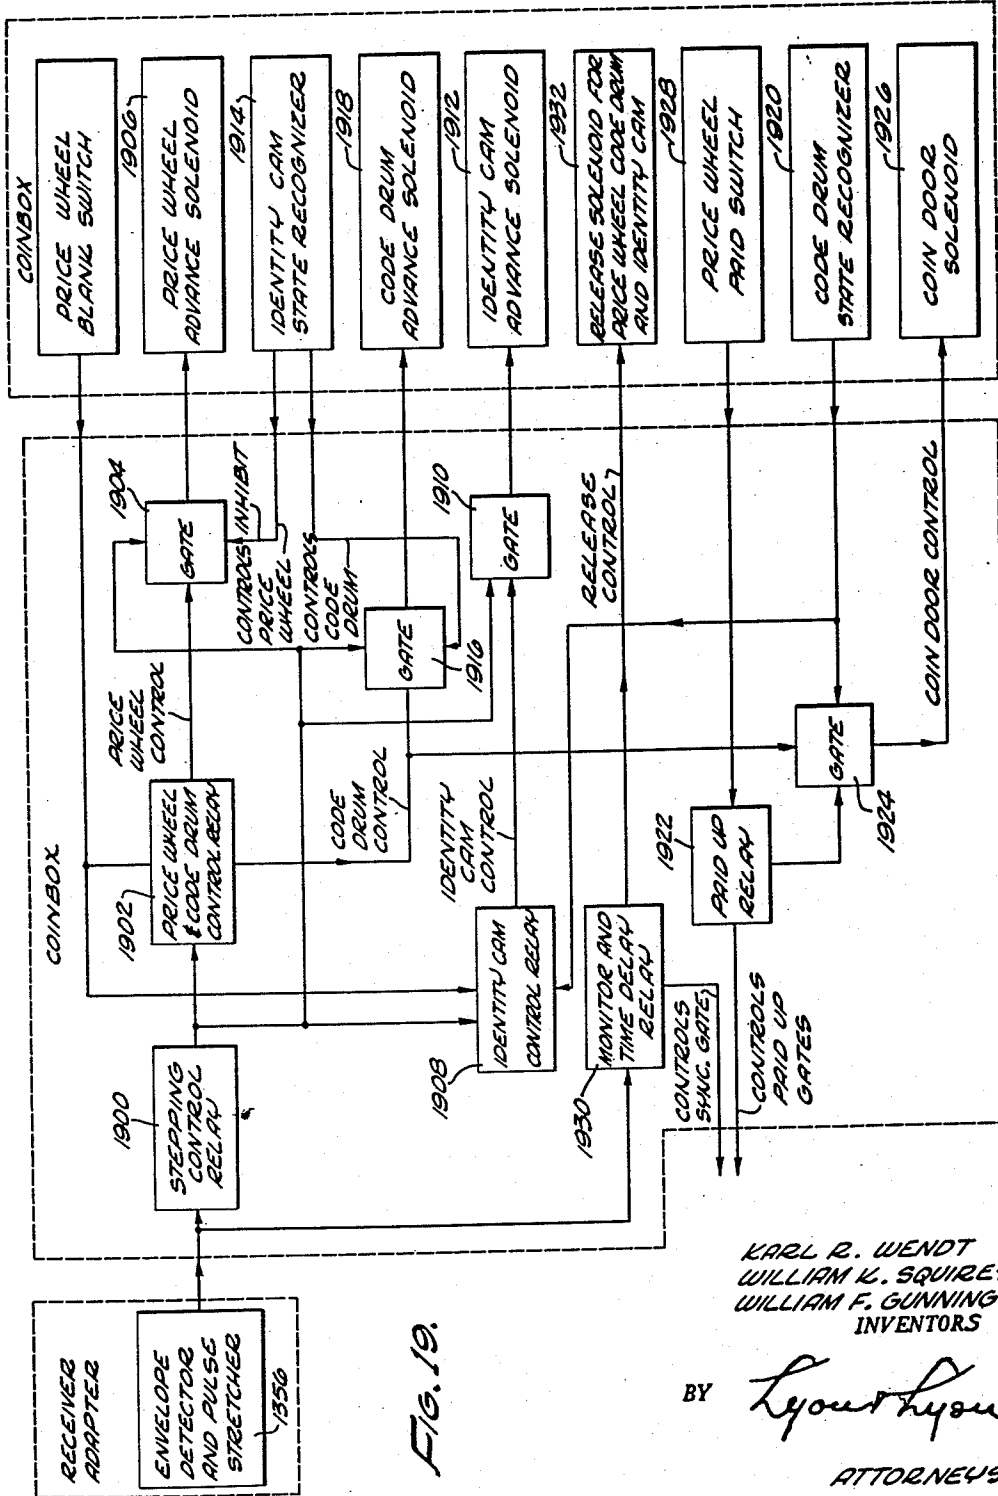 RECEIVER
ADAPTER
ENVELOPE
DETECTOR
AND PULSE
STRETCHER
1356
COINBOX
1900
STEPPING
CONTROL
RELAY
1902
PRICE WHEEL
& CODE DRUM
CONTROL RELAY
PRICE
WHEEL
CONTROL
1904
GATE
INHIBIT
CONTROLS
PRICE
WHEEL
CONTROLS
CODE
DRUM
CODE
DRUM
CONTROL
GATE
1916
1910
GATE
IDENTITY
CAM
CONTROL
1908
IDENTITY CAM
CONTROL RELAY
RELEASE
CONTROL
1930
MONITOR AND
TIME DELAY
RELAY
CONTROLS
SYNC. GATE
CONTROLS
PAID UP
GATES
1922
PAID UP
RELAY
GATE
1924
COIN DOOR CONTROL
COINBOX
PRICE WHEEL
BLANK SWITCH
1906
PRICE WHEEL
ADVANCE SOLENOID
1914
IDENTITY CAM
STATE RECOGNIZER
1918
CODE DRUM
ADVANCE SOLENOID
1912
IDENTITY CAM
ADVANCE SOLENOID
1932
RELEASE SOLENOID FOR
PRICE WHEEL CODE DRUM
AND IDENTITY CAM
1928
PRICE WHEEL
PAID SWITCH
1920
CODE DRUM
STATE RECOGNIZER
1926
COIN DOOR
SOLENOID
FIG. 19.
KARL R. WENDT
WILLIAM K. SQUIRES
WILLIAM F. GUNNING
INVENTORS
BY Lyon & Lyon
ATTORNEYS